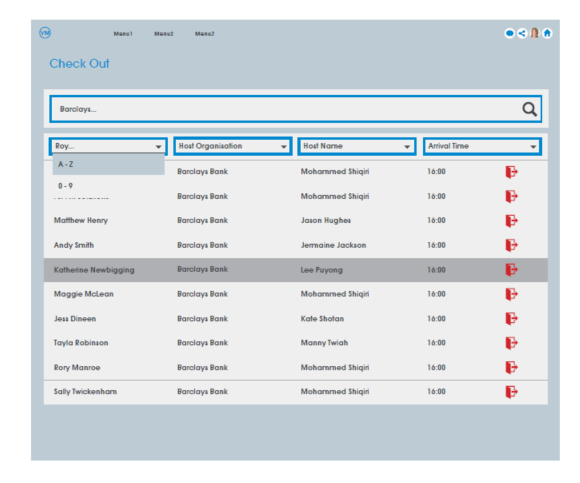 VM Menu1 Menu2 Menu2
Check Out
Barclays...
Roy... Host Organisation Host Name Arrival Time
A - Z
0 - 9
Barclays Bank Mohammed Shiqiri 16:00
Barclays Bank Mohammed Shiqiri 16:00
Matthew Henry Barclays Bank Jason Hughes 16:00
Andy Smith Barclays Bank Jermaine Jackson 16:00
Katherine Newbigging Barclays Bank Lee Puyong 16:00
Maggie McLean Barclays Bank Mohammed Shiqiri 16:00
Jess Dineen Barclays Bank Kate Shotan 16:00
Tayla Robinson Barclays Bank Manny Twiah 16:00
Rory Manroe Barclays Bank Mohammed Shiqiri 16:00
Sally Twickenham Barclays Bank Mohammed Shiqiri 16:00